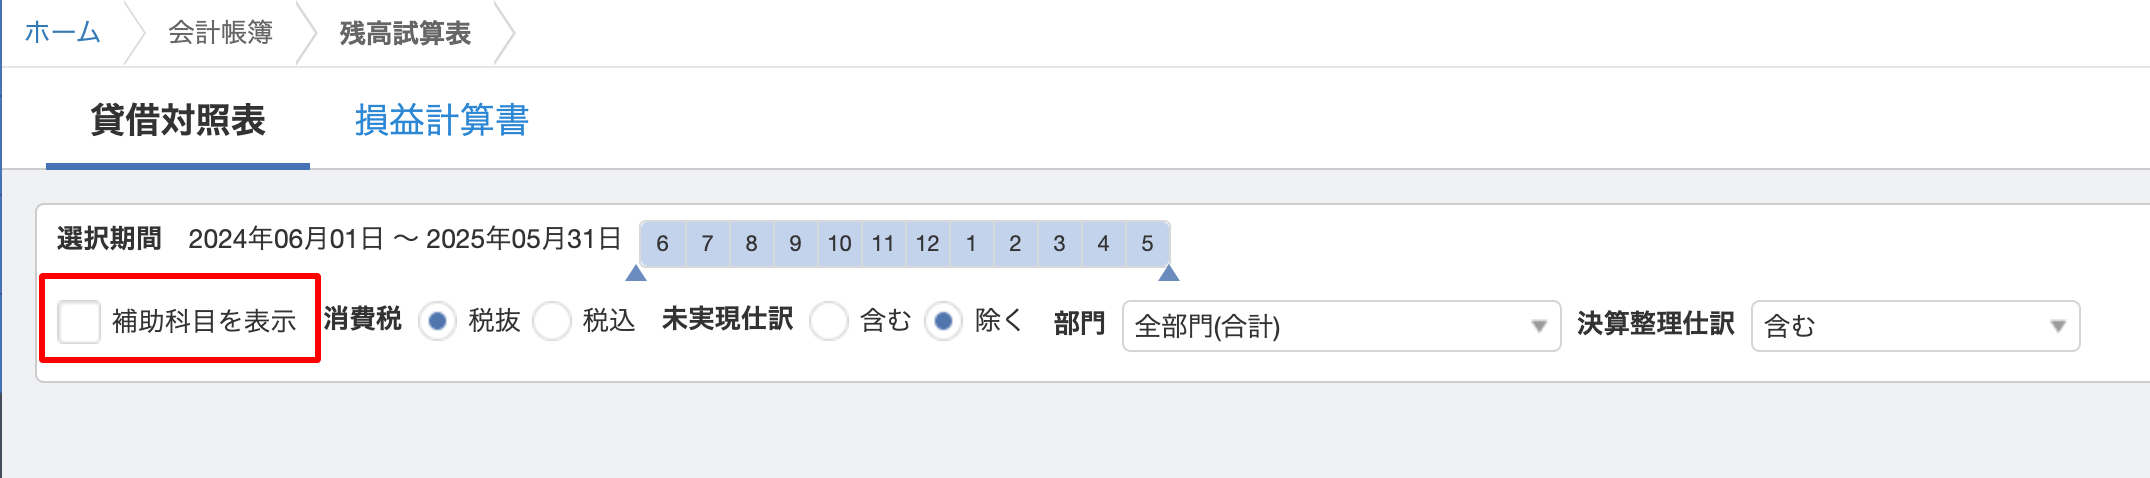 ホーム 会計帳簿 残高試算表
貸借対照表 損益計算書
選択期間 2024年06月01日 ～ 2025年05月31日 6 7 8 9 10 11 12 1 2 3 4 5
補助科目を表示 消費税 税抜 税込 未実現仕訳 含む 除く 部門 全部門(合計) 決算整理仕訳 含む